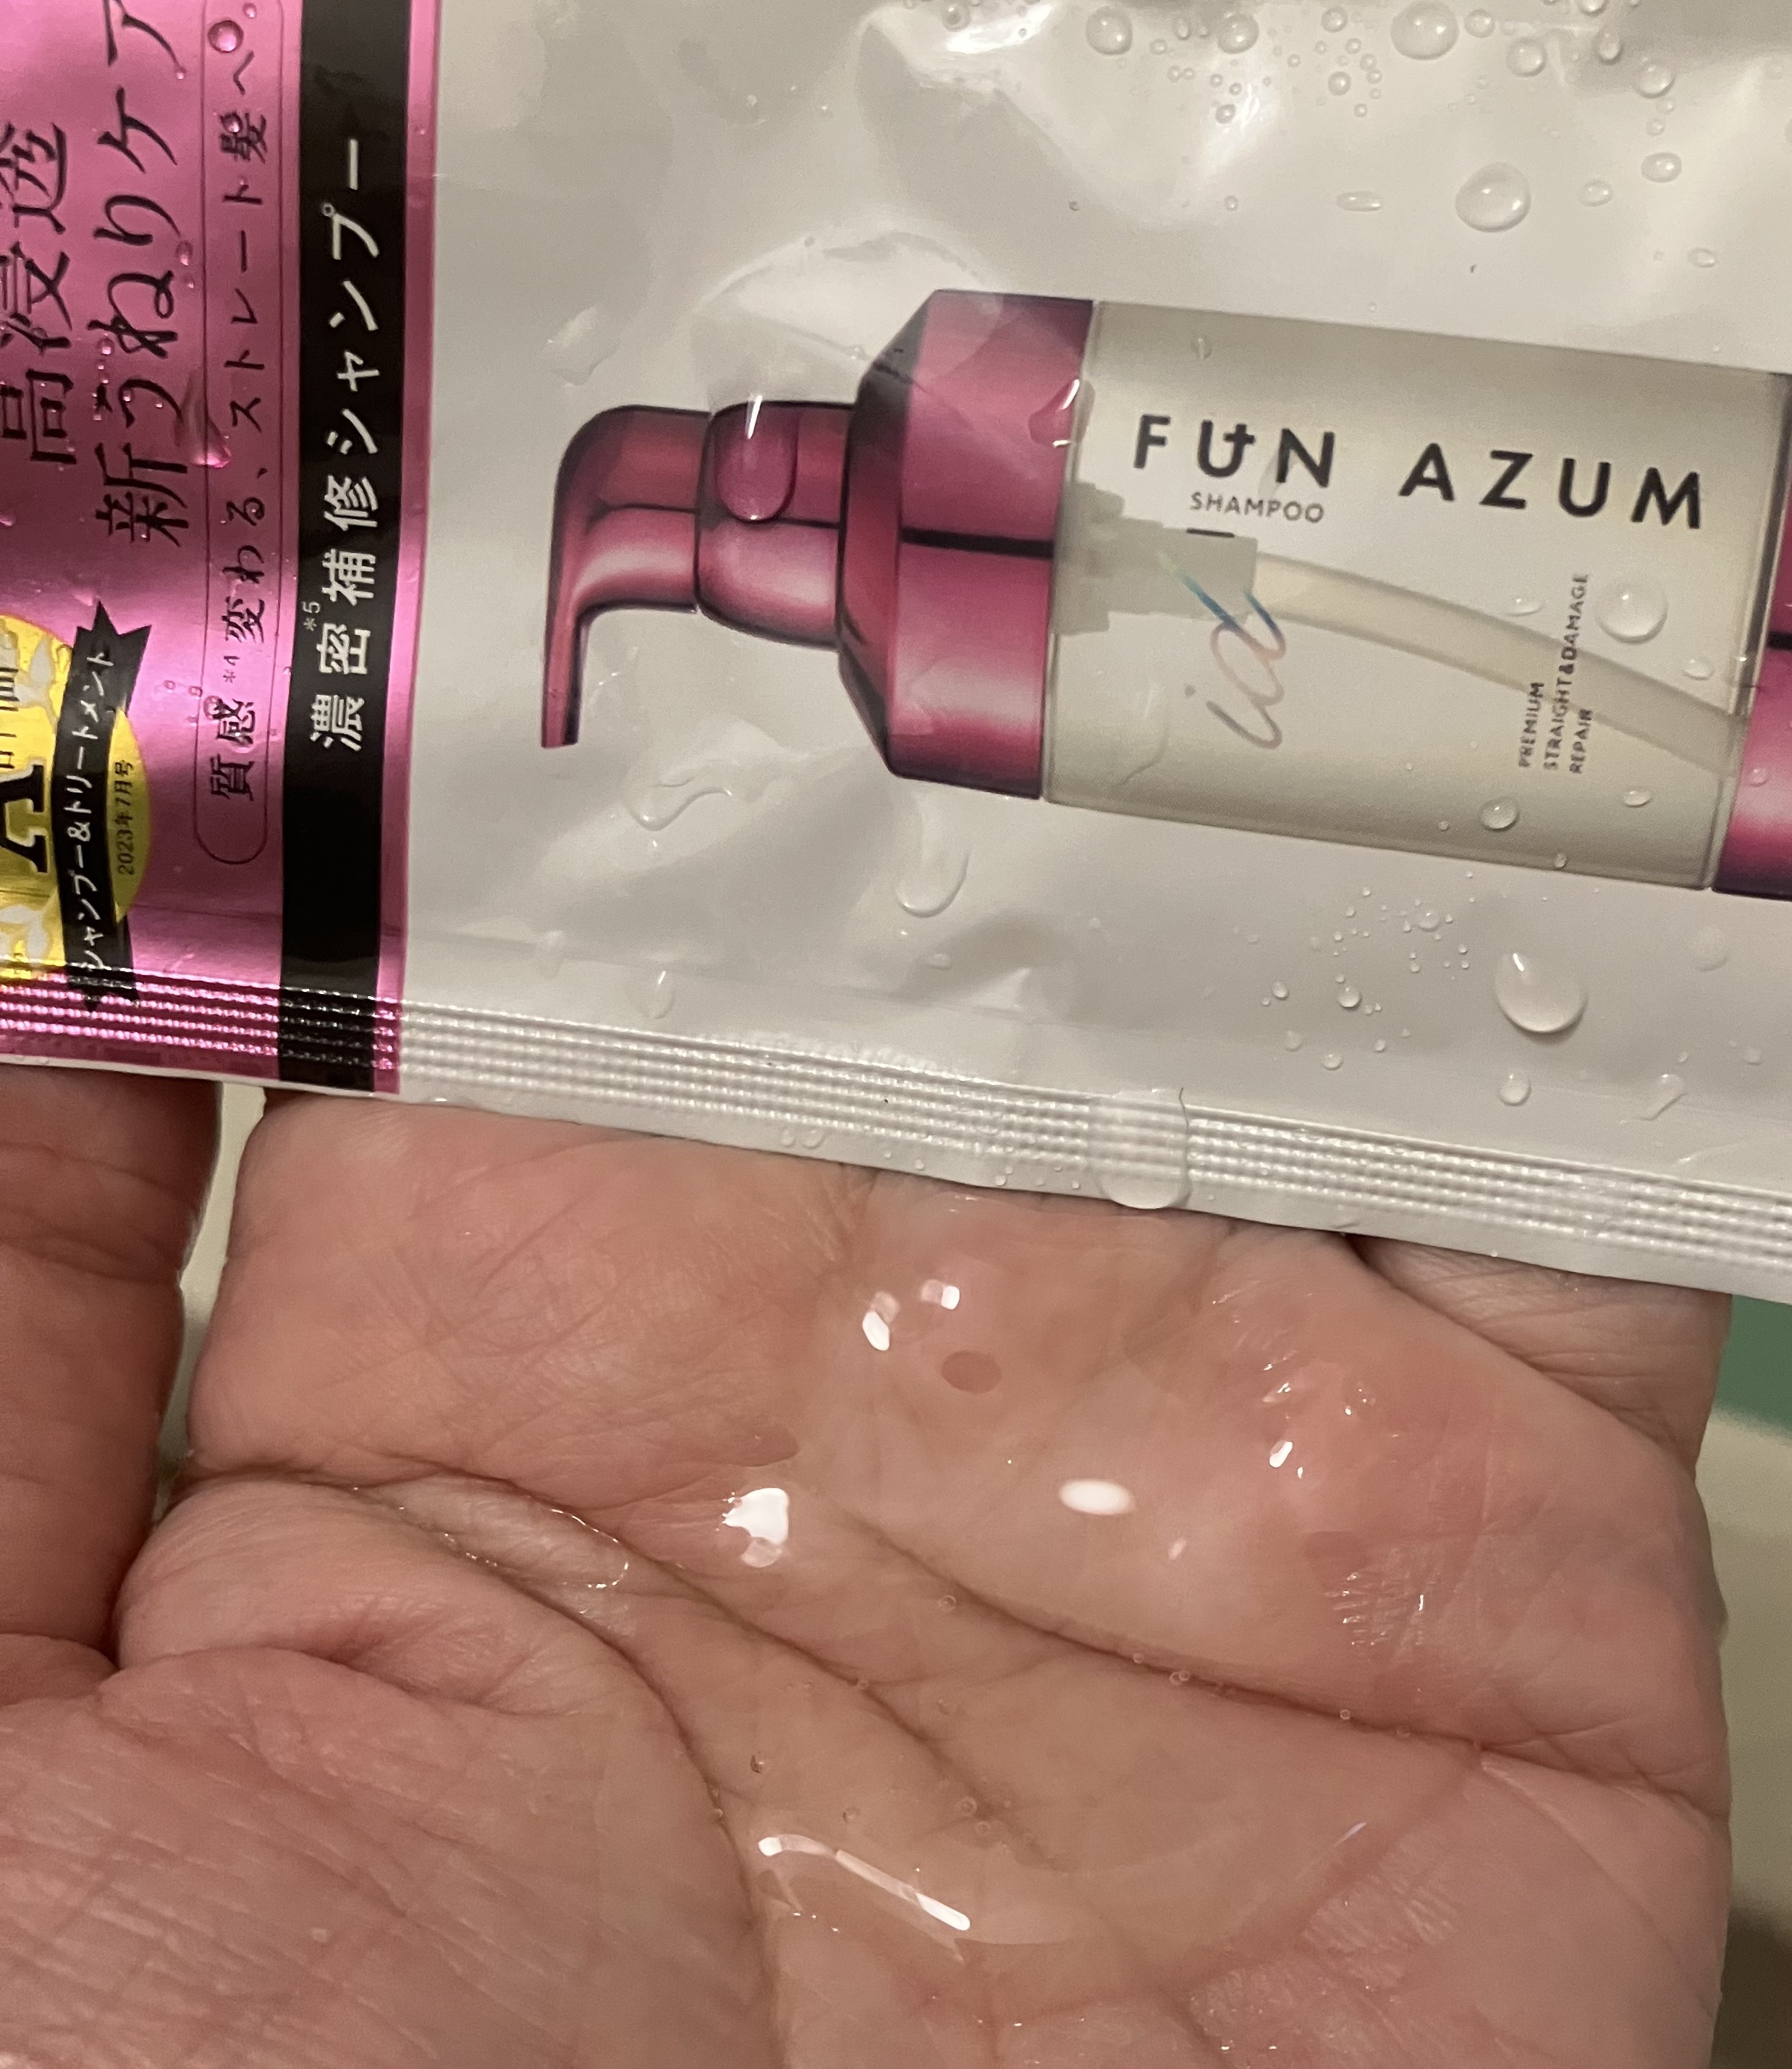 高浸透
新うねりケア
質感*4変わる、ストレート髪へ。
濃密*5補修シャンプー
A
シャンプー&トリートメント
2023年7月号
FUN AZUM
SHAMPOO
id
PREMIUM
STRAIGHT&DAMAGE
REPAIR